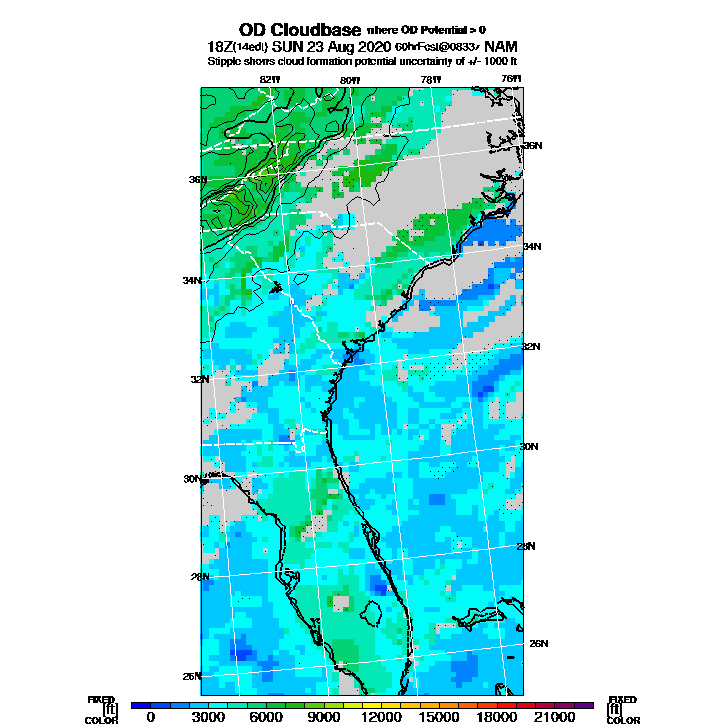 OD Cloudbase where OD Potential > 0
18Z(14edt) SUN 23 Aug 2020 60hrFcst@0833z NAM
Stipple shows cloud formation potential uncertainty of +/- 1000 ft
82W 80W 78W 76W
36N
36N
34N
34N
32N
32N
30N
30N
28N
28N
26N
26N
FIXED FIXED
[ft] [ft]
COLOR 0 3000 6000 9000 12000 15000 18000 21000 COLOR